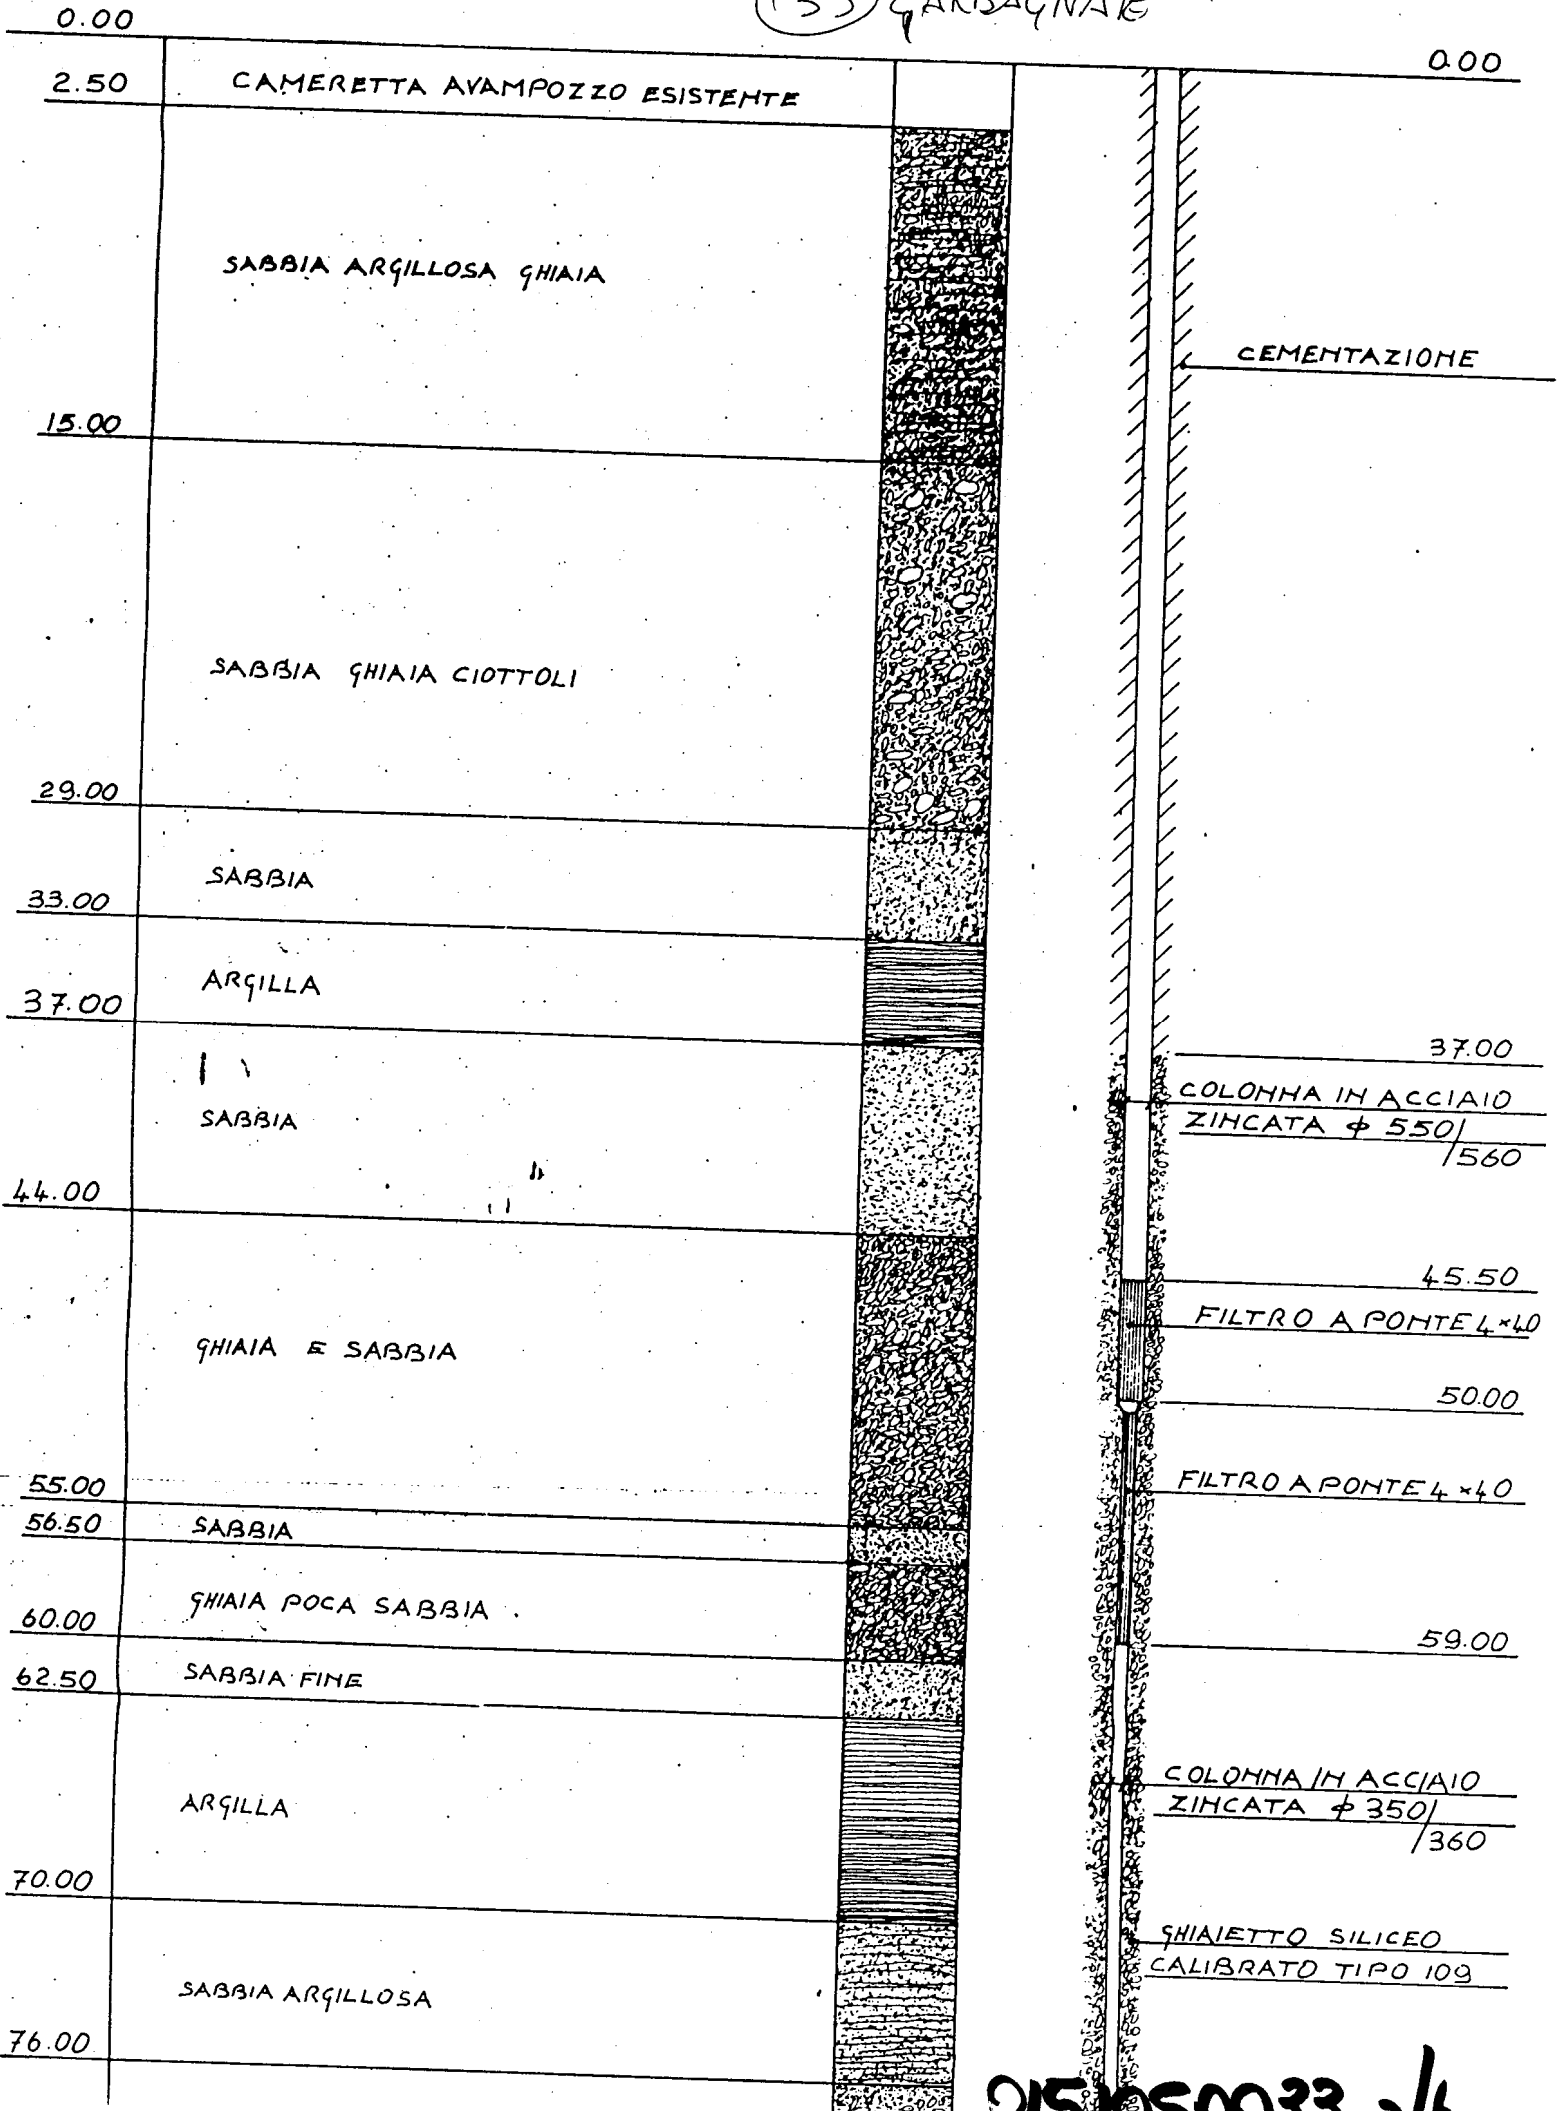 GARBAGNATE
0.00
0.00
2.50 CAMERETTA AVAMPOZZO ESISTENTE
SABBIA ARGILLOSA GHIAIA
CEMENTAZIONE
15.00
SABBIA GHIAIA CIOTTOLI
29.00
SABBIA
33.00
ARGILLA
37.00
37.00
COLONNA IN ACCIAIO
ZINCATA φ 550/
/560
SABBIA
44.00
45.50
FILTRO A PONTE 4×40
GHIAIA E SABBIA
50.00
FILTRO A PONTE 4×40
55.00
56.50 SABBIA
GHIAIA POCA SABBIA
60.00
59.00
62.50 SABBIA FINE
COLONNA IN ACCIAIO
ZINCATA φ 350/
/360
ARGILLA
70.00
GHIAIETTO SILICEO
CALIBRATO TIPO 109
SABBIA ARGILLOSA
76.00